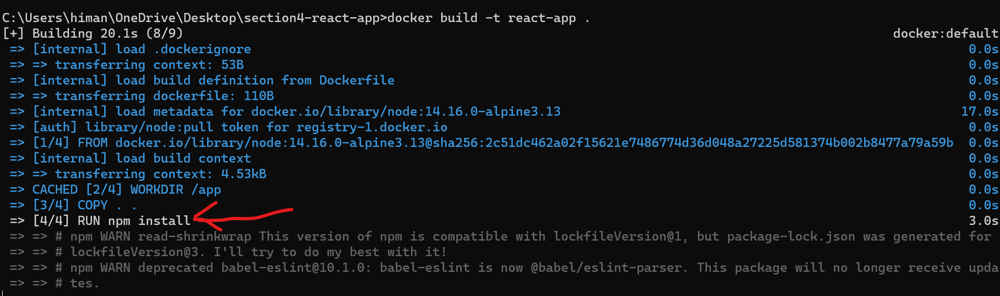 C:\Users\himan\OneDrive\Desktop\section4-react-app>docker build -t react-app .
[+] Building 20.1s (8/9) docker:default
=> [internal] load .dockerignore 0.0s
=> => transferring context: 53B 0.0s
=> [internal] load build definition from Dockerfile 0.0s
=> => transferring dockerfile: 110B 0.0s
=> [internal] load metadata for docker.io/library/node:14.16.0-alpine3.13 17.0s
=> [auth] library/node:pull token for registry-1.docker.io 0.0s
=> [1/4] FROM docker.io/library/node:14.16.0-alpine3.13@sha256:2c51dc462a02f15621e7486774d36d048a27225d581374b002b8477a79a59b 0.0s
=> [internal] load build context 0.0s
=> => transferring context: 4.53kB 0.0s
=> CACHED [2/4] WORKDIR /app 0.0s
=> [3/4] COPY . . 0.0s
=> [4/4] RUN npm install 3.0s
=> => # npm WARN read-shrinkwrap This version of npm is compatible with lockfileVersion@1, but package-lock.json was generated for
=> => # lockfileVersion@3. I'll try to do my best with it!
=> => # npm WARN deprecated babel-eslint@10.1.0: babel-eslint is now @babel/eslint-parser. This package will no longer receive upda
=> => # tes.